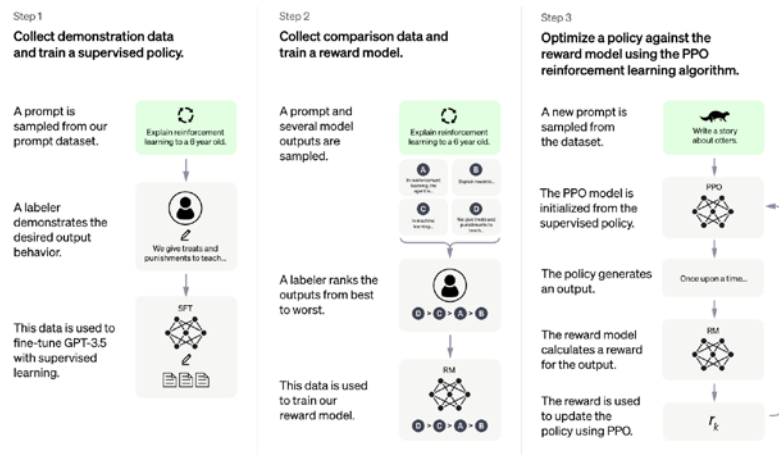 Step 1
Collect demonstration data
and train a supervised policy.
A prompt is
sampled from our
prompt dataset.
Explain reinforcement
learning to a 6 year old.
A labeler
demonstrates the
desired output
behavior.
We give treats and
punishments to teach...
This data is used to
fine-tune GPT-3.5
with supervised
learning.
SFT
Step 2
Collect comparison data and
train a reward model.
A prompt and
several model
outputs are
sampled.
Explain reinforcement
learning to a 6 year old.
A
In reinforcement
learning, the
agent is...
B
Explain rewards...
C
In machine
learning...
D
We give treats and
punishments to
teach...
A labeler ranks the
outputs from best
to worst.
D > C > A > B
This data is used
to train our
reward model.
RM
D > C > A > B
Step 3
Optimize a policy against the
reward model using the PPO
reinforcement learning algorithm.
A new prompt is
sampled from
the dataset.
Write a story
about otters.
The PPO model is
initialized from the
supervised policy.
PPO
The policy generates
an output.
Once upon a time...
The reward model
calculates a reward
for the output.
RM
The reward is used
to update the
policy using PPO.
rk